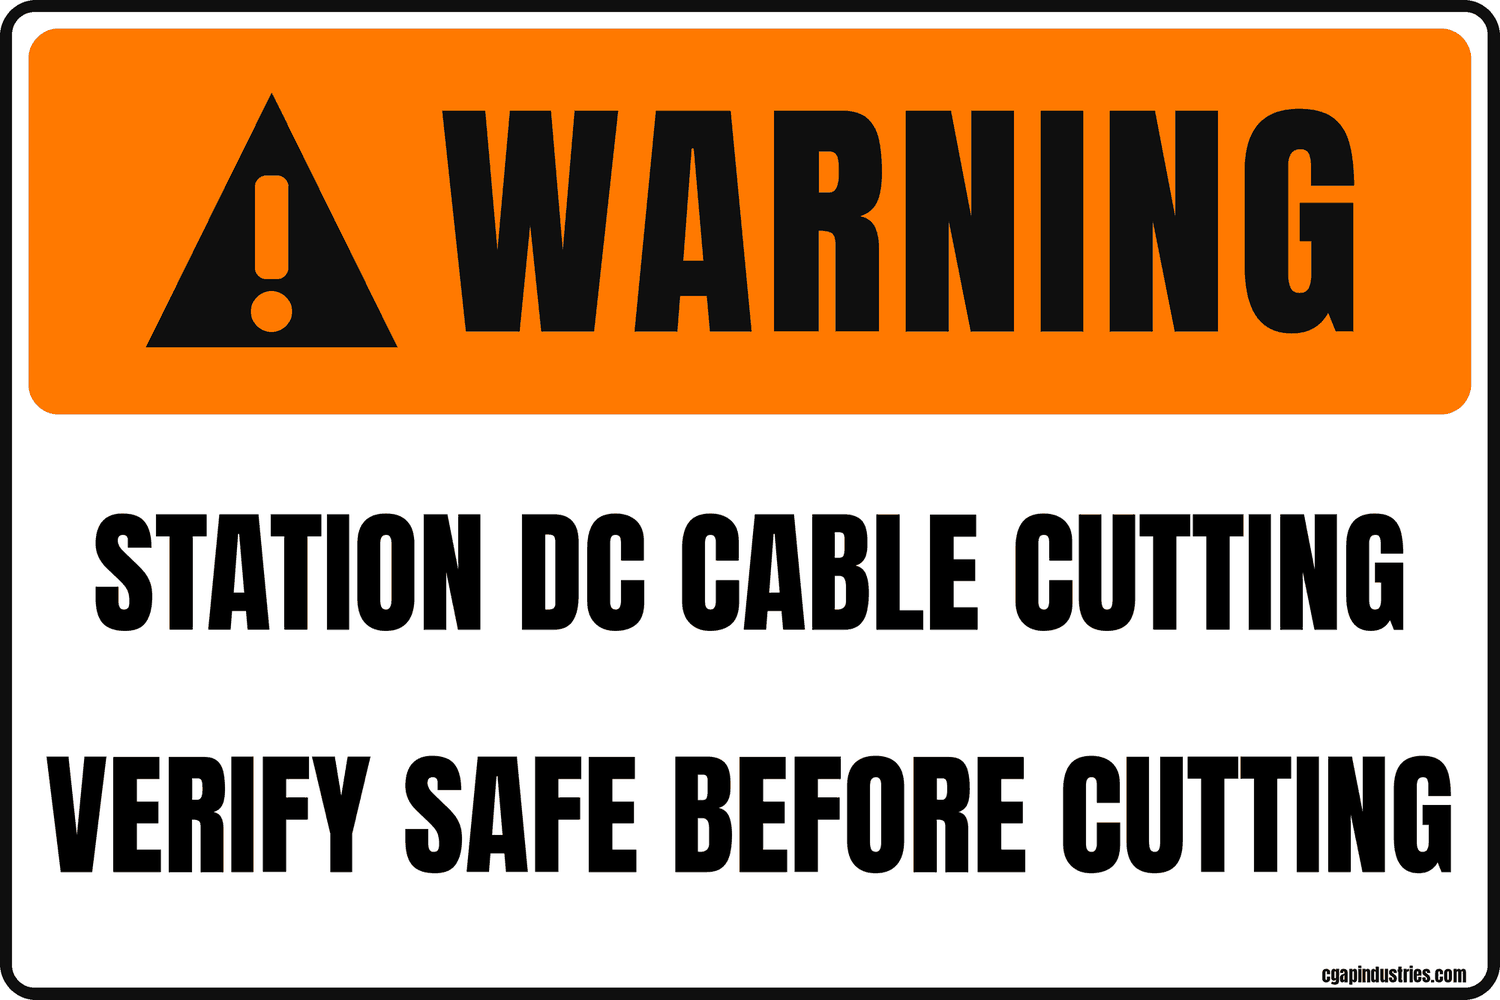 WARNING
STATION DC CABLE CUTTING
VERIFY SAFE BEFORE CUTTING
cgapindustries.com